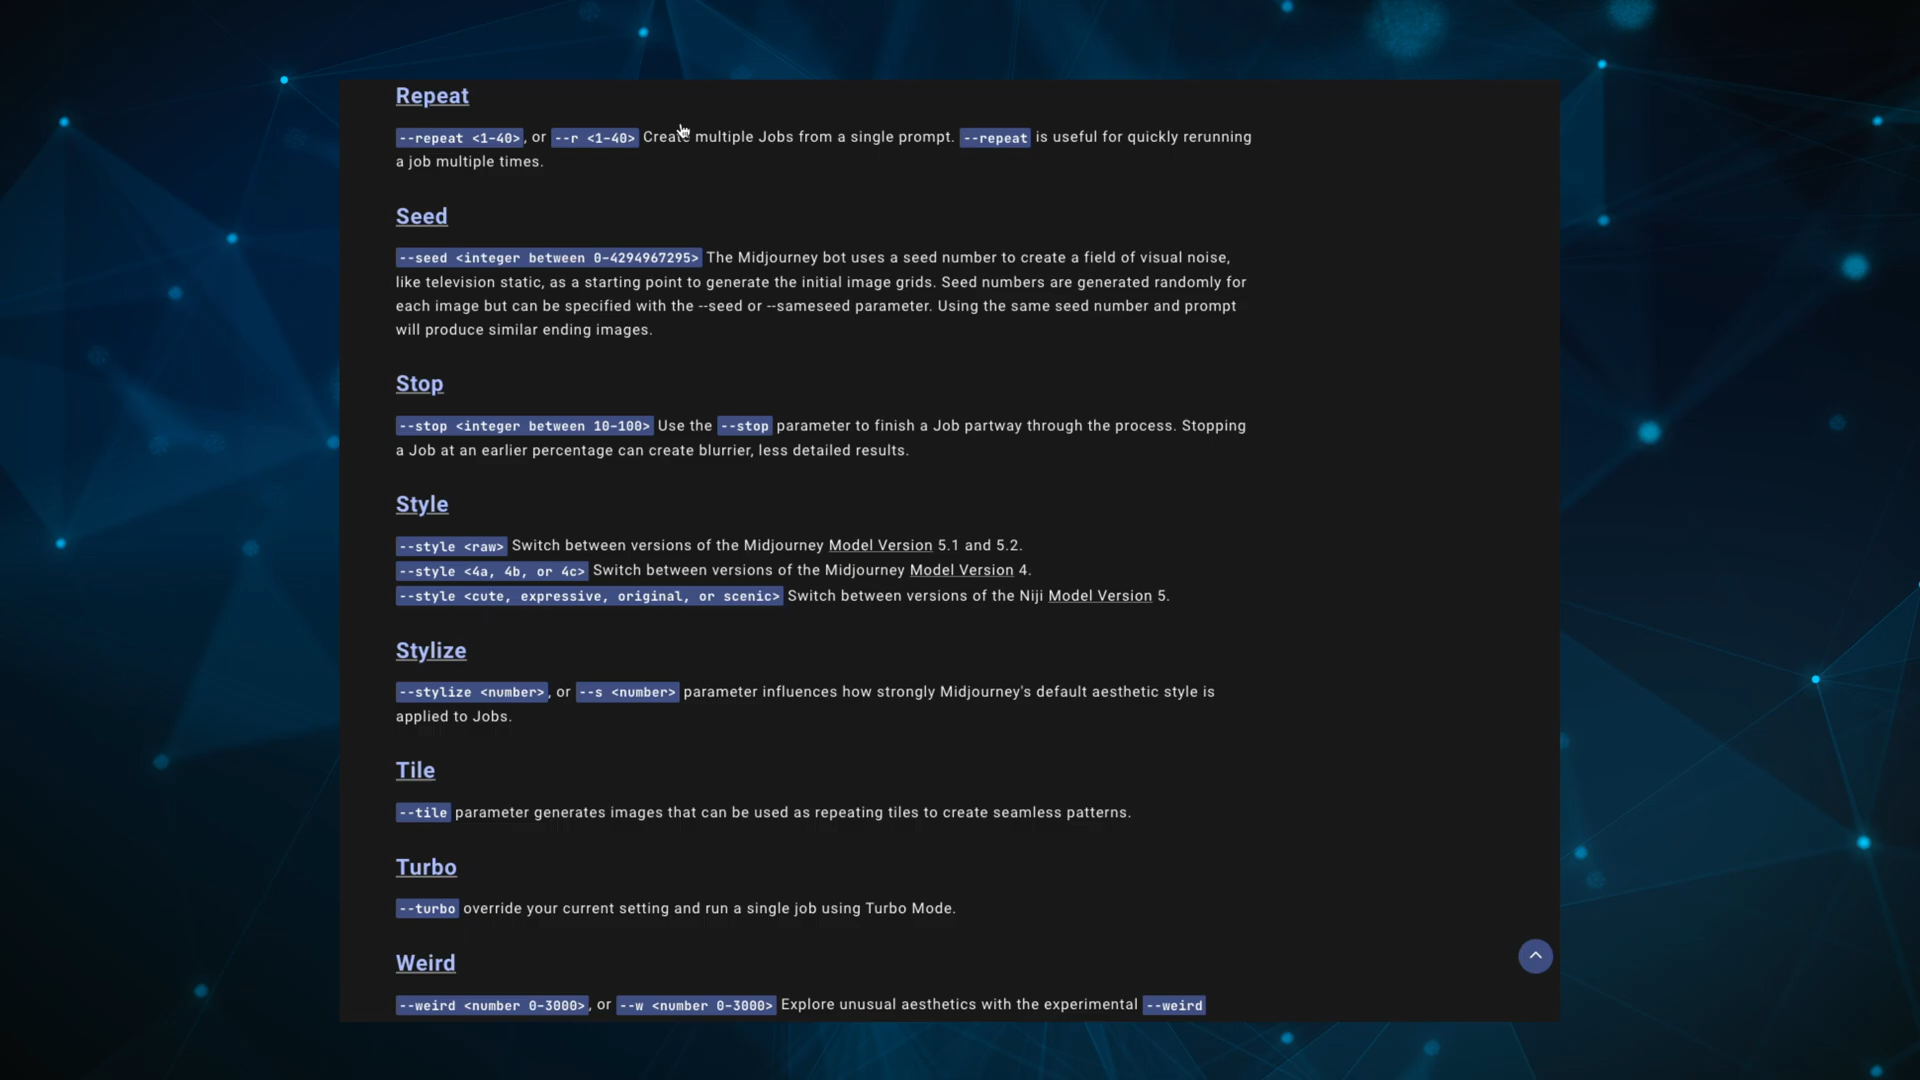 Repeat
--repeat <1-40>, or --r <1-40> Create multiple Jobs from a single prompt. --repeat is useful for quickly rerunning
a job multiple times.
Seed
--seed <integer between 0-4294967295> The Midjourney bot uses a seed number to create a field of visual noise,
like television static, as a starting point to generate the initial image grids. Seed numbers are generated randomly for
each image but can be specified with the --seed or --sameseed parameter. Using the same seed number and prompt
will produce similar ending images.
Stop
--stop <integer between 10-100> Use the --stop parameter to finish a Job partway through the process. Stopping
a Job at an earlier percentage can create blurrier, less detailed results.
Style
--style <raw> Switch between versions of the Midjourney Model Version 5.1 and 5.2.
--style <4a, 4b, or 4c> Switch between versions of the Midjourney Model Version 4.
--style <cute, expressive, original, or scenic> Switch between versions of the Niji Model Version 5.
Stylize
--stylize <number>, or --s <number> parameter influences how strongly Midjourney's default aesthetic style is
applied to Jobs.
Tile
--tile parameter generates images that can be used as repeating tiles to create seamless patterns.
Turbo
--turbo override your current setting and run a single job using Turbo Mode.
Weird
--weird <number 0-3000>, or --w <number 0-3000> Explore unusual aesthetics with the experimental --weird